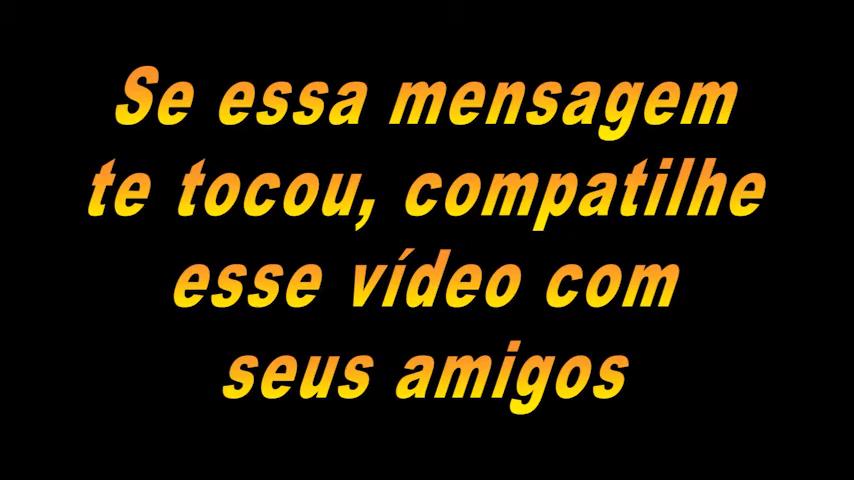 Se essa mensagem
te tocou, compatilhe
esse vídeo com
seus amigos